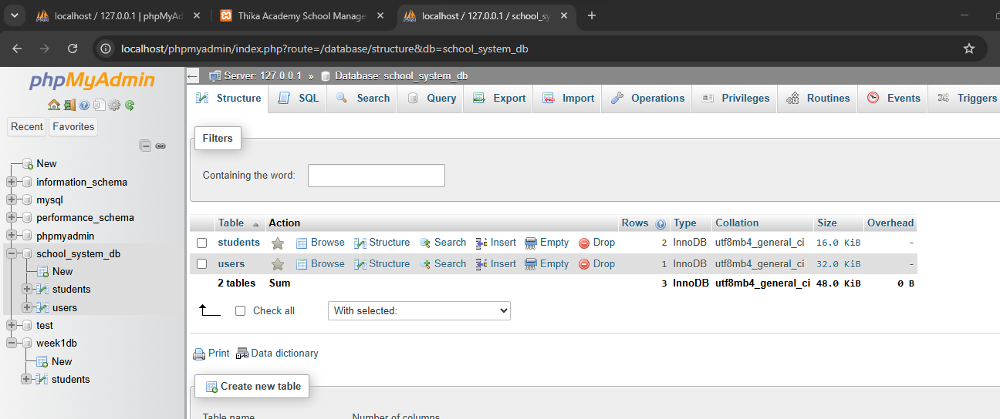 localhost / 127.0.0.1 | phpMyAd
Thika Academy School Manage
localhost / 127.0.0.1 / school_sy
localhost/phpmyadmin/index.php?route=/database/structure&db=school_system_db
phpMyAdmin
Recent Favorites
New
information_schema
mysql
performance_schema
phpmyadmin
school_system_db
New
students
users
test
week1db
New
students
Server: 127.0.0.1 » Database: school_system_db
Structure SQL Search Query Export Import Operations Privileges Routines Events Triggers
Filters
Containing the word:
Table Action Rows Type Collation Size Overhead
students Browse Structure Search Insert Empty Drop 2 InnoDB utf8mb4_general_ci 16.0 KiB -
users Browse Structure Search Insert Empty Drop 1 InnoDB utf8mb4_general_ci 32.0 KiB -
2 tables Sum 3 InnoDB utf8mb4_general_ci 48.0 KiB 0 B
Check all With selected:
Print Data dictionary
Create new table
Table name Number of columns